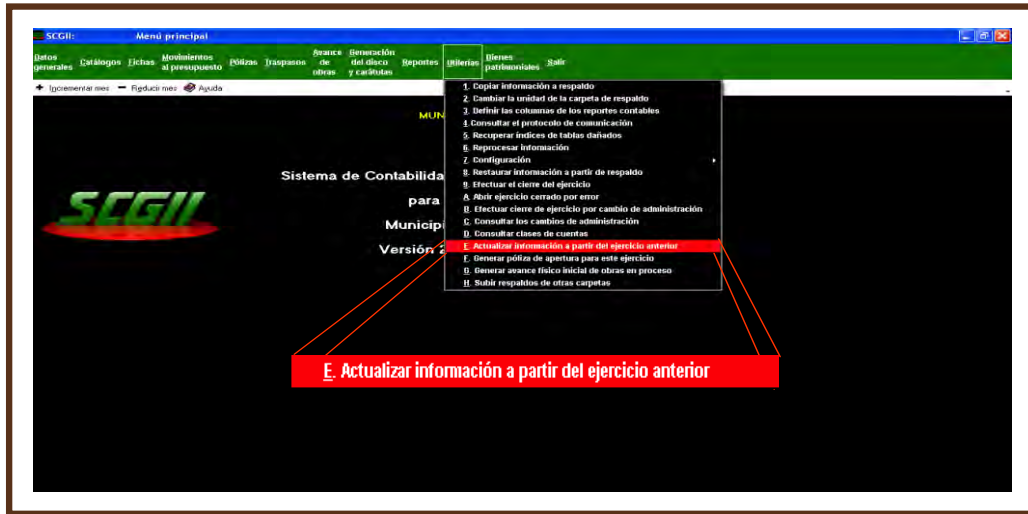 SCGII: Menú principal
Datos generales Catálogos Fichas Movimientos al presupuesto Pólizas Traspasos Avance de obras Generación del disco y carátulas Reportes Utilerías Bienes patrimoniales Salir
Incrementar mes Reducir mes Ayuda
1. Copiar información a respaldo
2. Cambiar la unidad de la carpeta de respaldo
3. Definir las columnas de los reportes contables
4. Consultar el protocolo de comunicación
5. Recuperar índices de tablas dañados
6. Reprocesar información
7. Configuración
8. Restaurar información a partir de respaldo
9. Efectuar el cierre del ejercicio
A. Abrir ejercicio cerrado por error
B. Efectuar cierre de ejercicio por cambio de administración
C. Consultar los cambios de administración
D. Consultar clases de cuentas
E. Actualizar información a partir del ejercicio anterior
F. Generar póliza de apertura para este ejercicio
G. Generar avance físico inicial de obras en proceso
H. Subir respaldos de otras carpetas
MUN
Sistema de Contabilida
para
Municipi
Versión 2
SCGII
E. Actualizar información a partir del ejercicio anterior